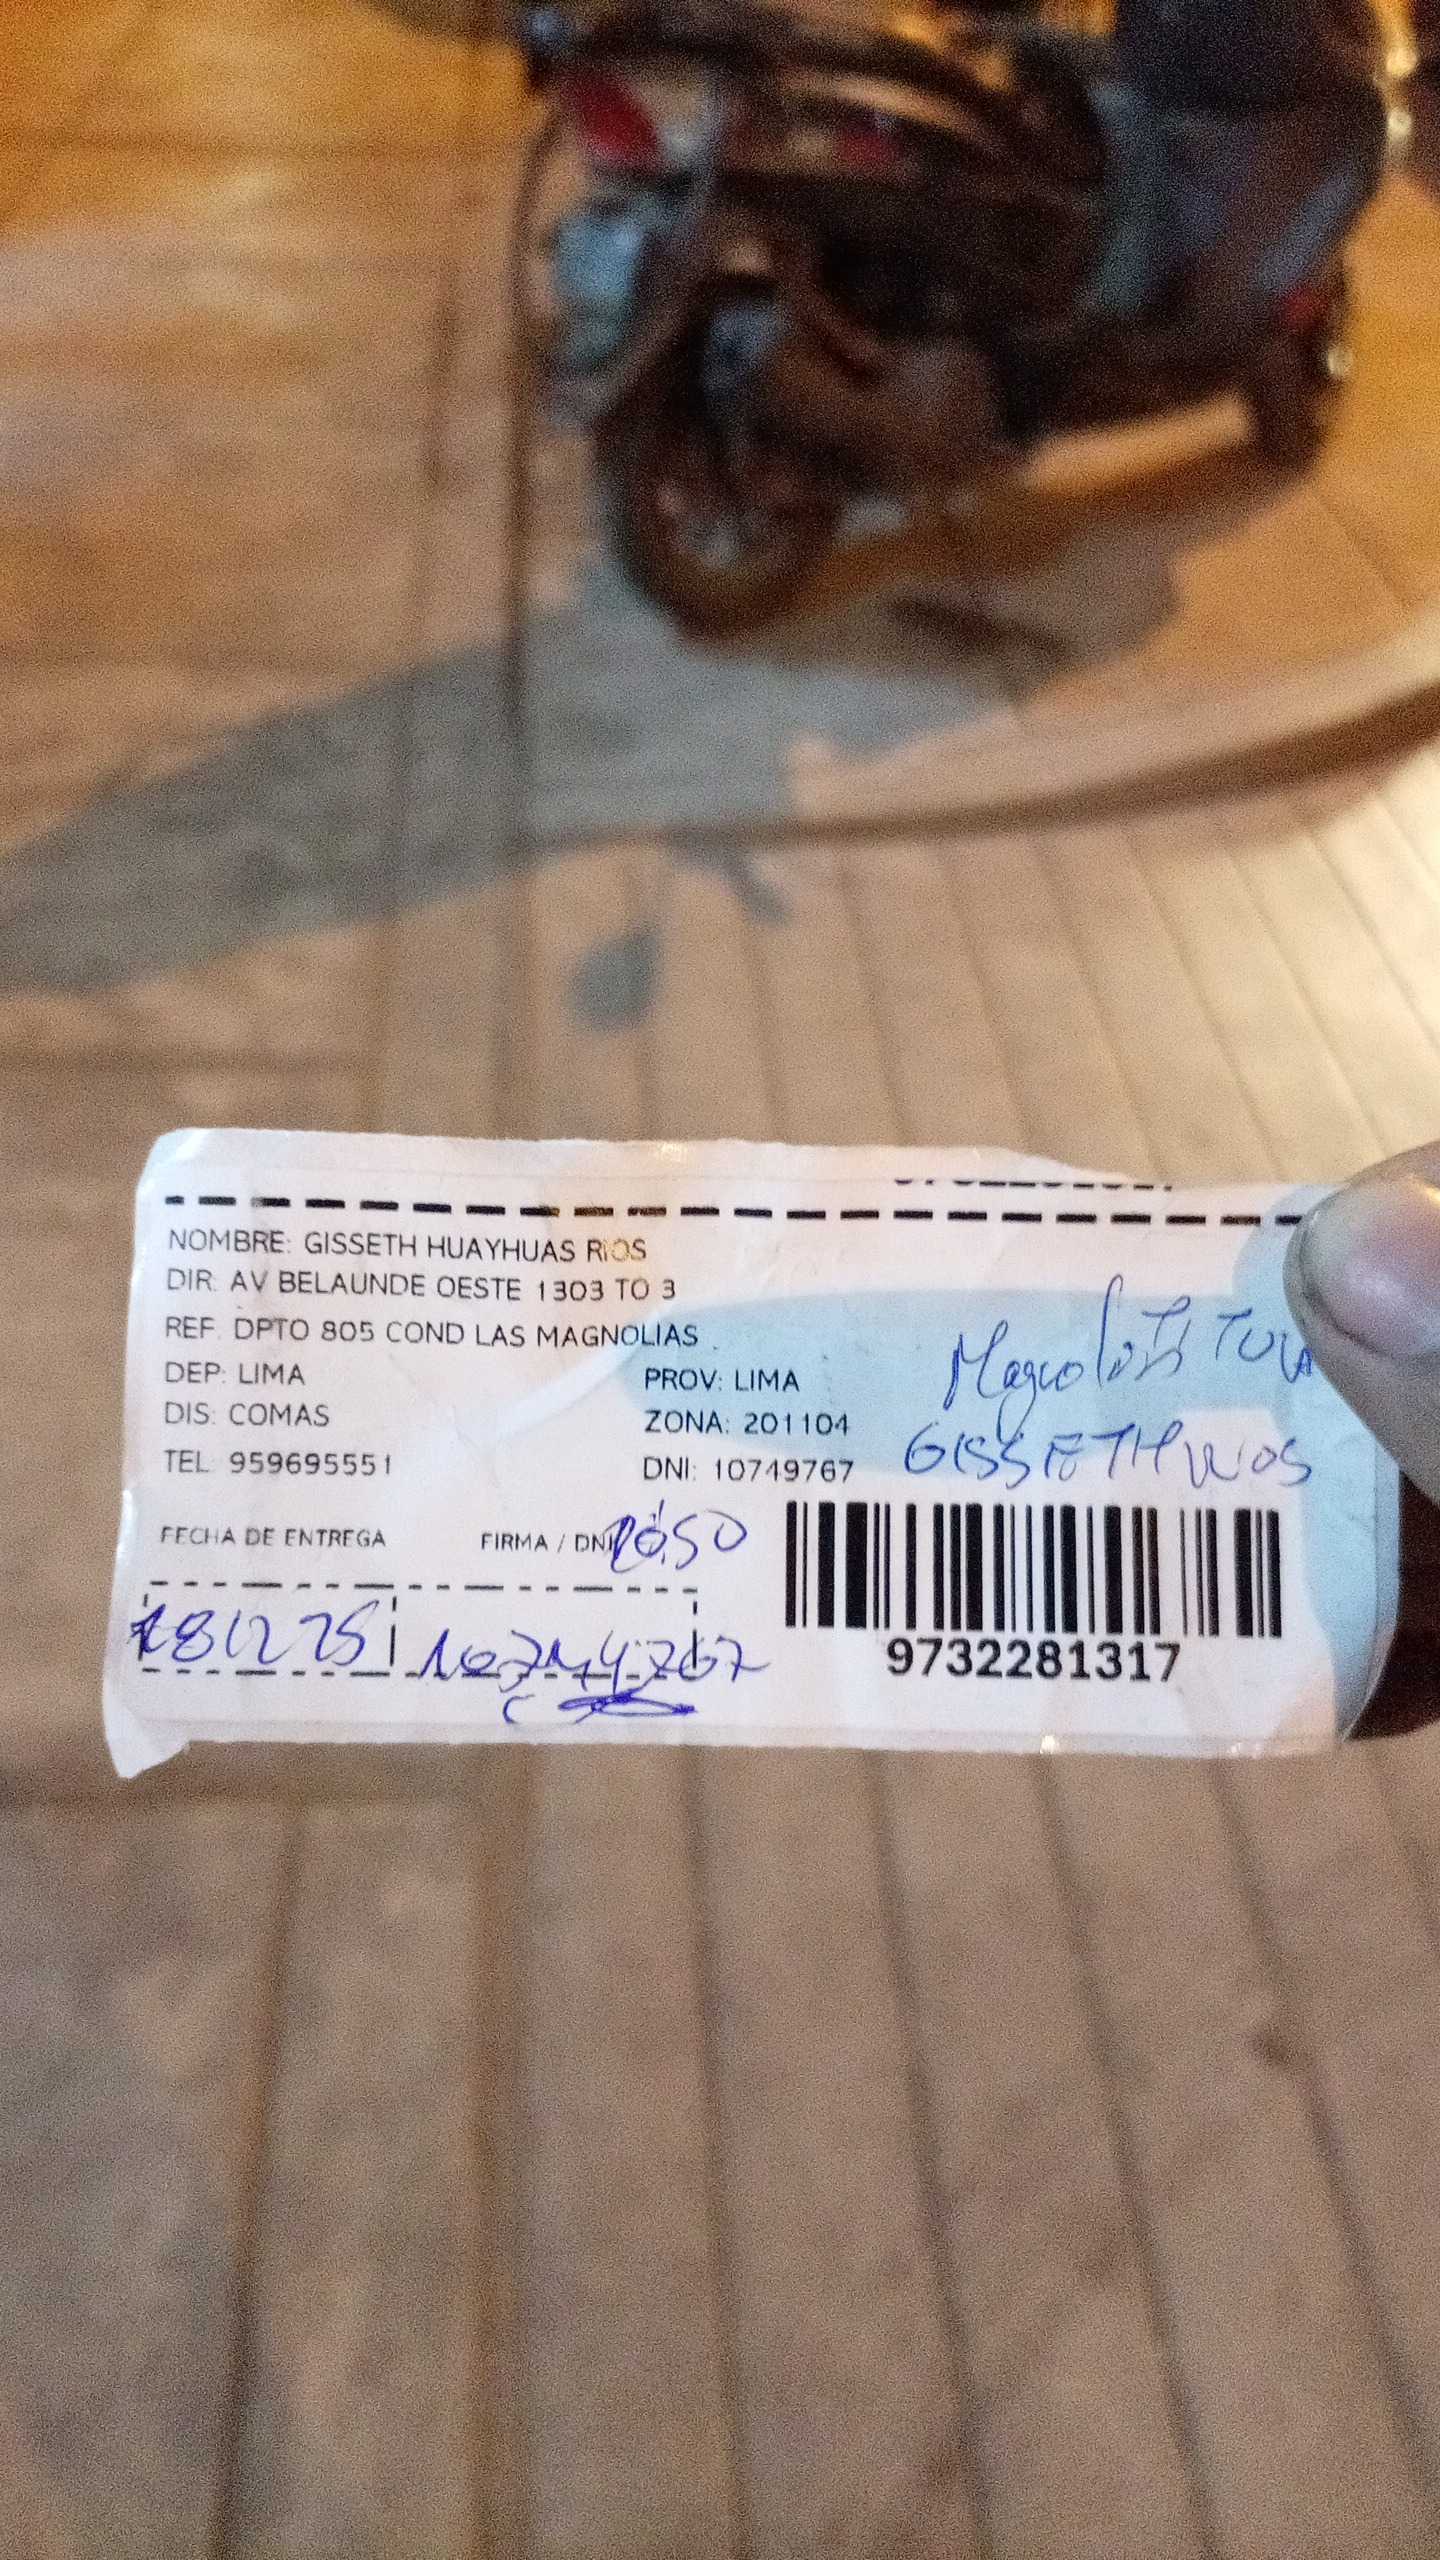 NOMBRE: GISSETH HUAYHUAS RIOS
DIR. AV BELAUNDE OESTE 1303 TO 3
REF. DPTO 805 COND LAS MAGNOLIAS
DEP: LIMA
PROV: LIMA
DIS: COMAS
ZONA: 201104
TEL. 959695551
DNI: 10749767
GISSETH RIOS
FECHA DE ENTREGA
FIRMA / DNI
9732281317